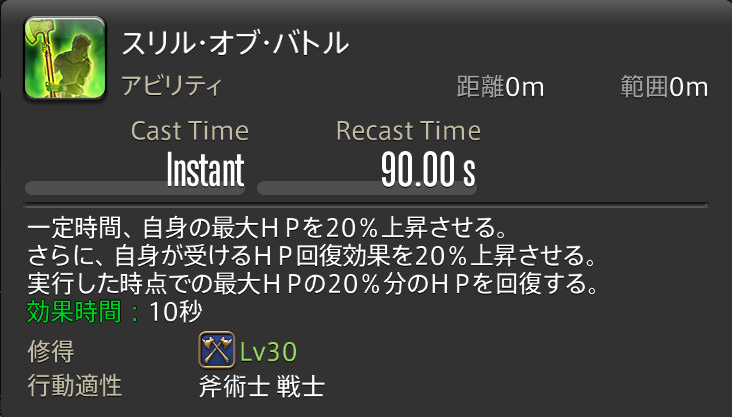 スリル・オブ・バトル
アビリティ 距離0m 範囲0m
Cast Time Recast Time
Instant 90.00 s
一定時間、自身の最大ＨＰを20％上昇させる。
さらに、自身が受けるＨＰ回復効果を20％上昇させる。
実行した時点での最大ＨＰの20％分のＨＰを回復する。
効果時間：10秒
修得 Lv30
行動適性 斧術士 戦士